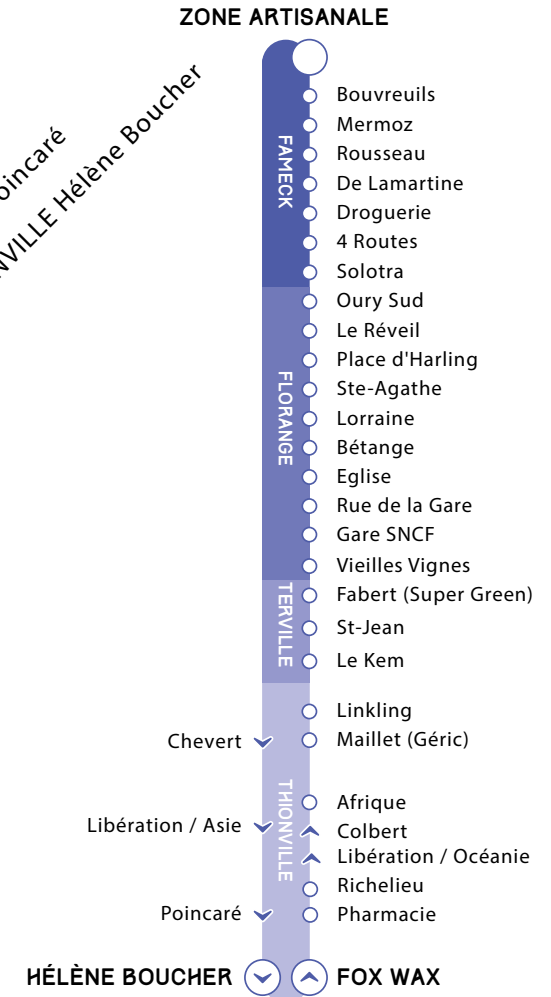 ZONE ARTISANALE
NVILLE Hélène Boucher
FAMECK
Bouvreuils
Mermoz
Rousseau
De Lamartine
Droguerie
4 Routes
Solotra
FLORANGE
Oury Sud
Le Réveil
Place d'Harling
Ste-Agathe
Lorraine
Bétange
Eglise
Rue de la Gare
Gare SNCF
Vieilles Vignes
TERVILLE
Fabert (Super Green)
St-Jean
Le Kem
THIONVILLE
Linkling
Chevert
Maillet (Géric)
Afrique
Libération / Asie
Colbert
Libération / Océanie
Richelieu
Poincaré
Pharmacie
HÉLÈNE BOUCHER
FOX WAX